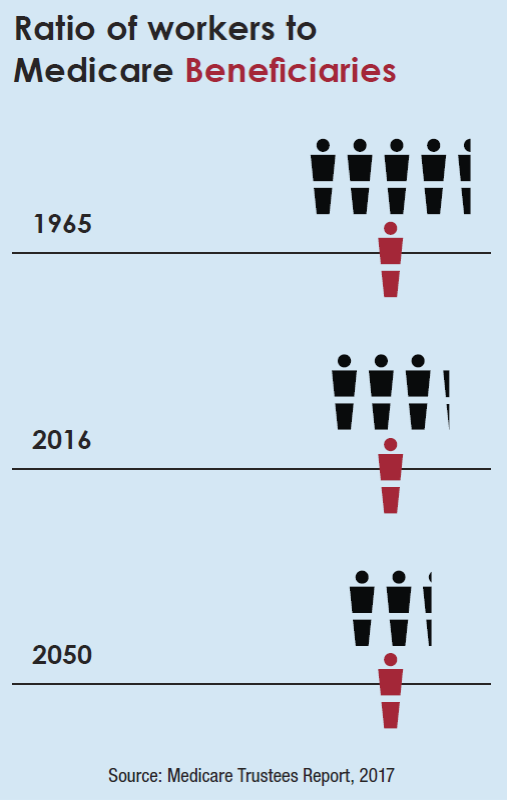 Ratio of workers to
Medicare Beneficiaries
1965
2016
2050
Source: Medicare Trustees Report, 2017